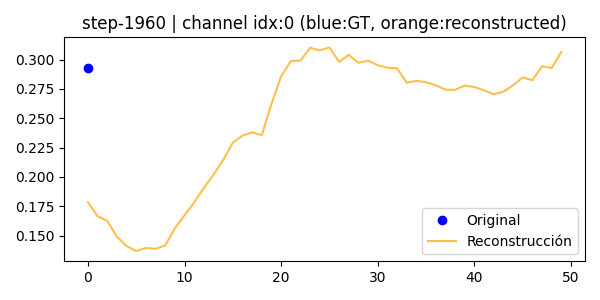 step-1960 | channel idx:0 (blue:GT, orange:reconstructed)
0.300
0.275
0.250
0.225
0.200
0.175
0.150
Original
Reconstrucción
0 10 20 30 40 50